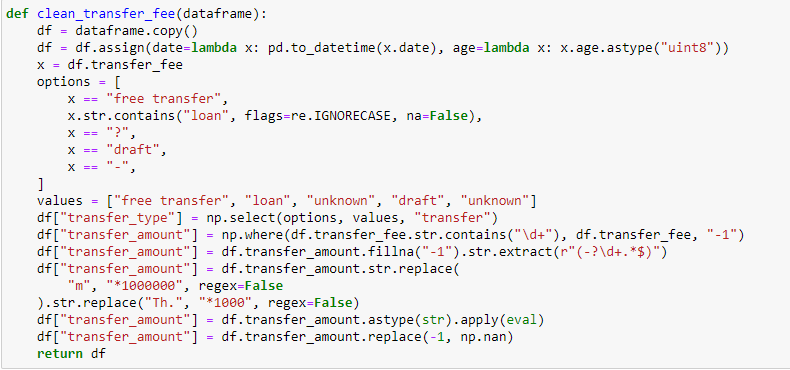 def clean_transfer_fee(dataframe):
    df = dataframe.copy()
    df = df.assign(date=lambda x: pd.to_datetime(x.date), age=lambda x: x.age.astype("uint8"))
    x = df.transfer_fee
    options = [
        x == "free transfer",
        x.str.contains("loan", flags=re.IGNORECASE, na=False),
        x == "?",
        x == "draft",
        x == "-",
    ]
    values = ["free transfer", "loan", "unknown", "draft", "unknown"]
    df["transfer_type"] = np.select(options, values, "transfer")
    df["transfer_amount"] = np.where(df.transfer_fee.str.contains("\d+"), df.transfer_fee, "-1")
    df["transfer_amount"] = df.transfer_amount.fillna("-1").str.extract(r"(-?\d+.*$)")
    df["transfer_amount"] = df.transfer_amount.str.replace(
        "m", "*1000000", regex=False
    ).str.replace("Th.", "*1000", regex=False)
    df["transfer_amount"] = df.transfer_amount.astype(str).apply(eval)
    df["transfer_amount"] = df.transfer_amount.replace(-1, np.nan)
    return df